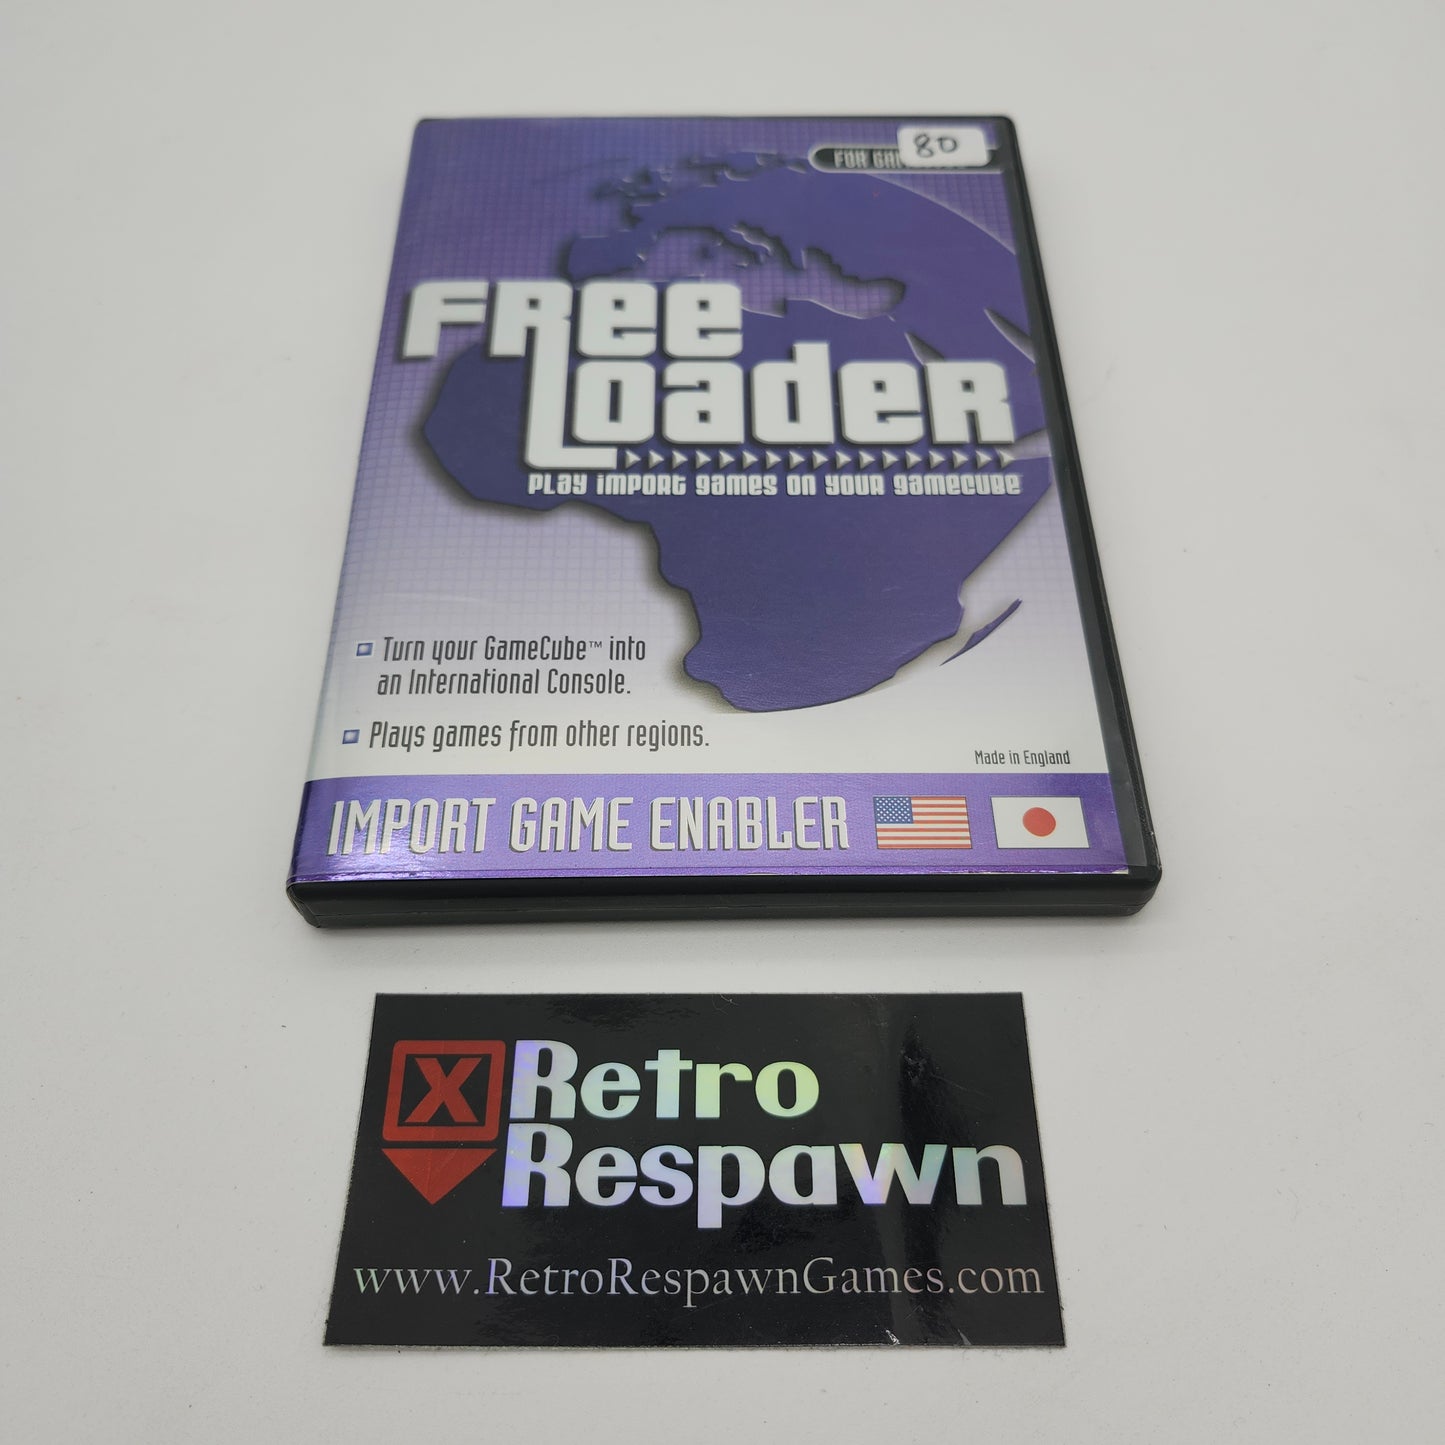 80
FOR
FREE
LOADER
PLAY IMPORT GAMES ON YOUR GAMECUBE
Turn your GameCube™ into
an International Console.
Plays games from other regions.
Made in England
IMPORT GAME ENABLER
X
Retro
Respawn
www.RetroRespawnGames.com